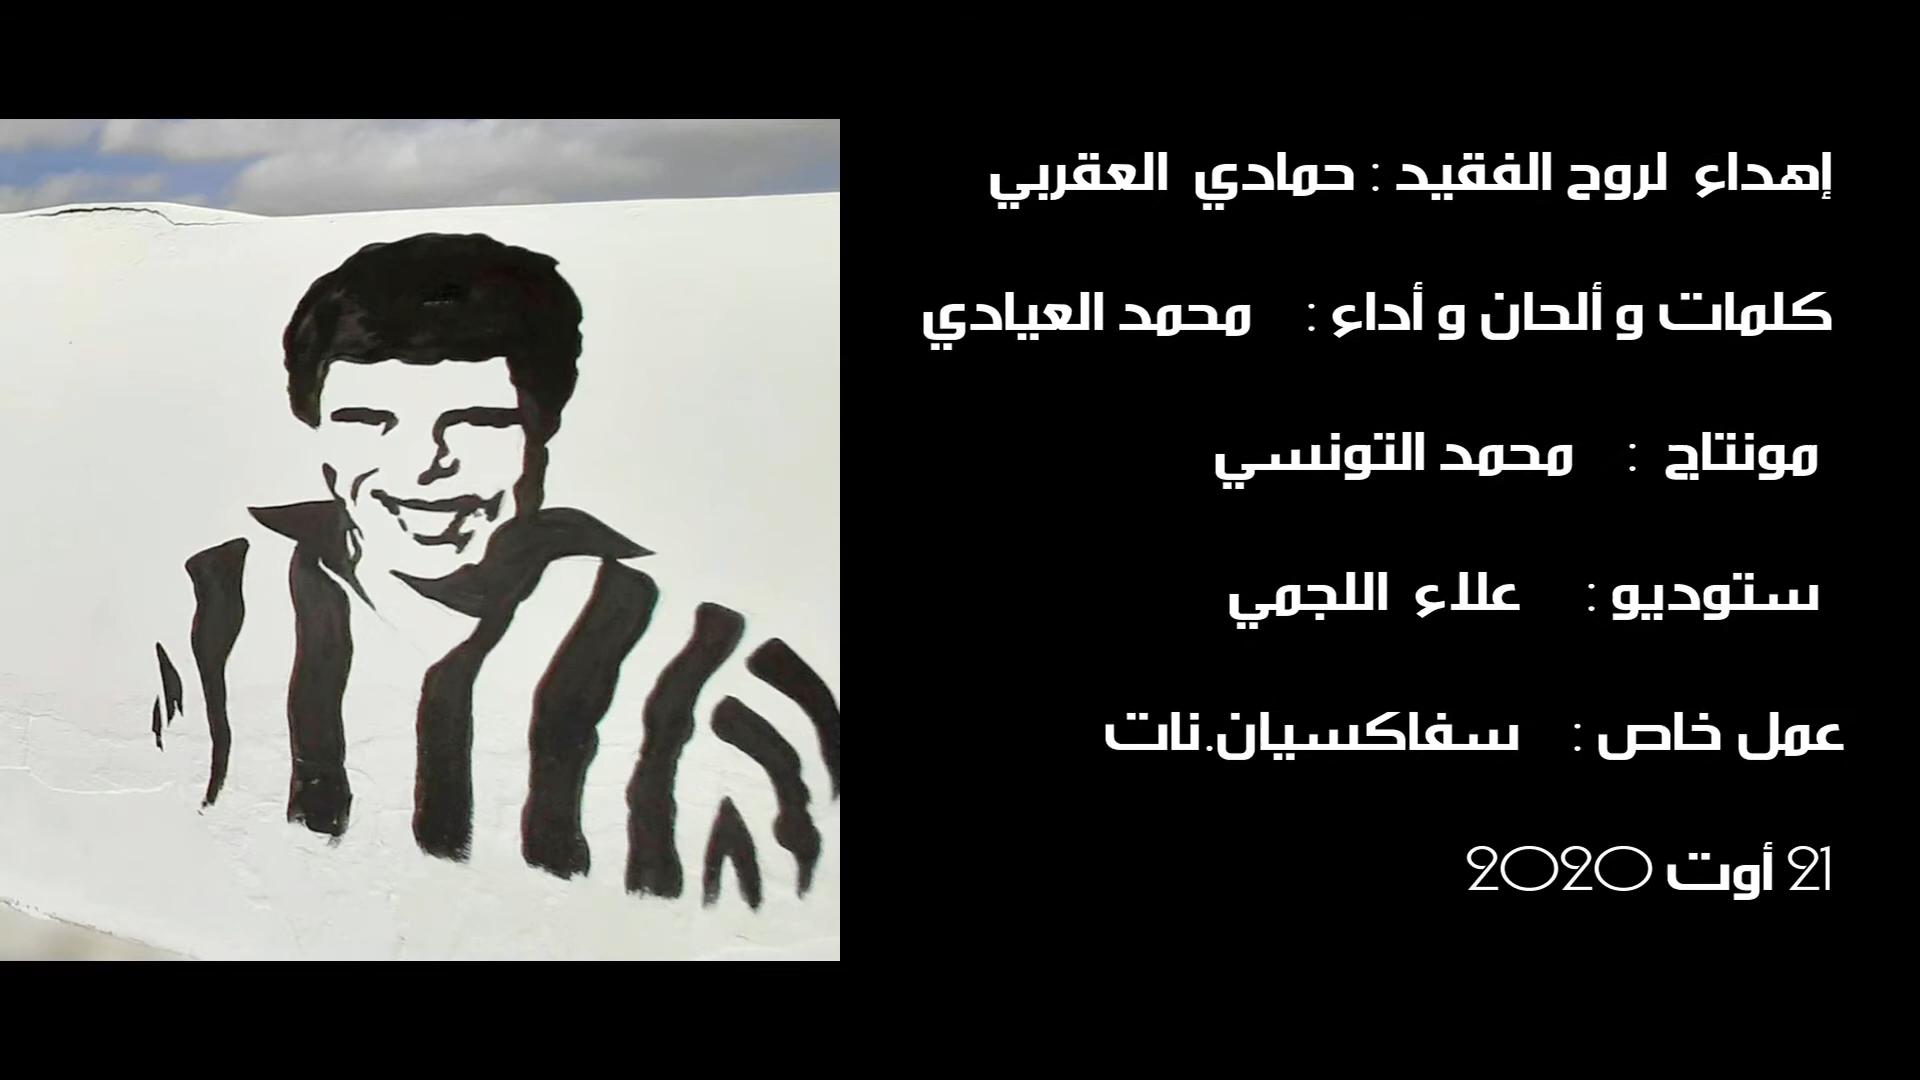 إهداء لروح الفقيد : حمادي العقربي
كلمات و ألحان و أداء : محمد العيادي
مونتاج : محمد التونسي
ستوديو : علاء اللجمي
عمل خاص : سفاكسيان.نات
21 أوت 2020